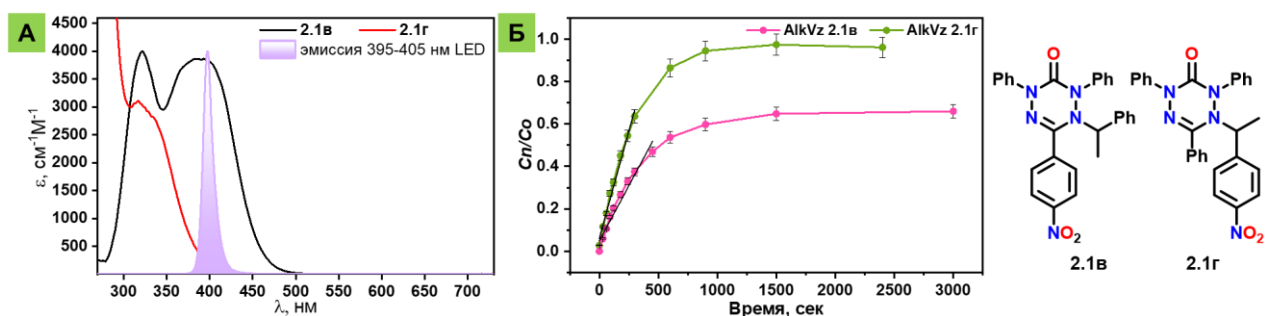 А
2.1в 2.1г
эмиссия 395-405 нм LED
ε, см⁻¹М⁻¹
4500
4000
3500
3000
2500
2000
1500
1000
500
300 350 400 450 500 550 600 650 700
λ, нм
Б
AlkVz 2.1в AlkVz 2.1г
Cn/Co
1.0
0.8
0.6
0.4
0.2
0.0
0 500 1000 1500 2000 2500 3000
Время, сек
O
Ph N N Ph
N N Ph
NO₂
2.1в
O
Ph N N Ph
N N
Ph
NO₂
2.1г